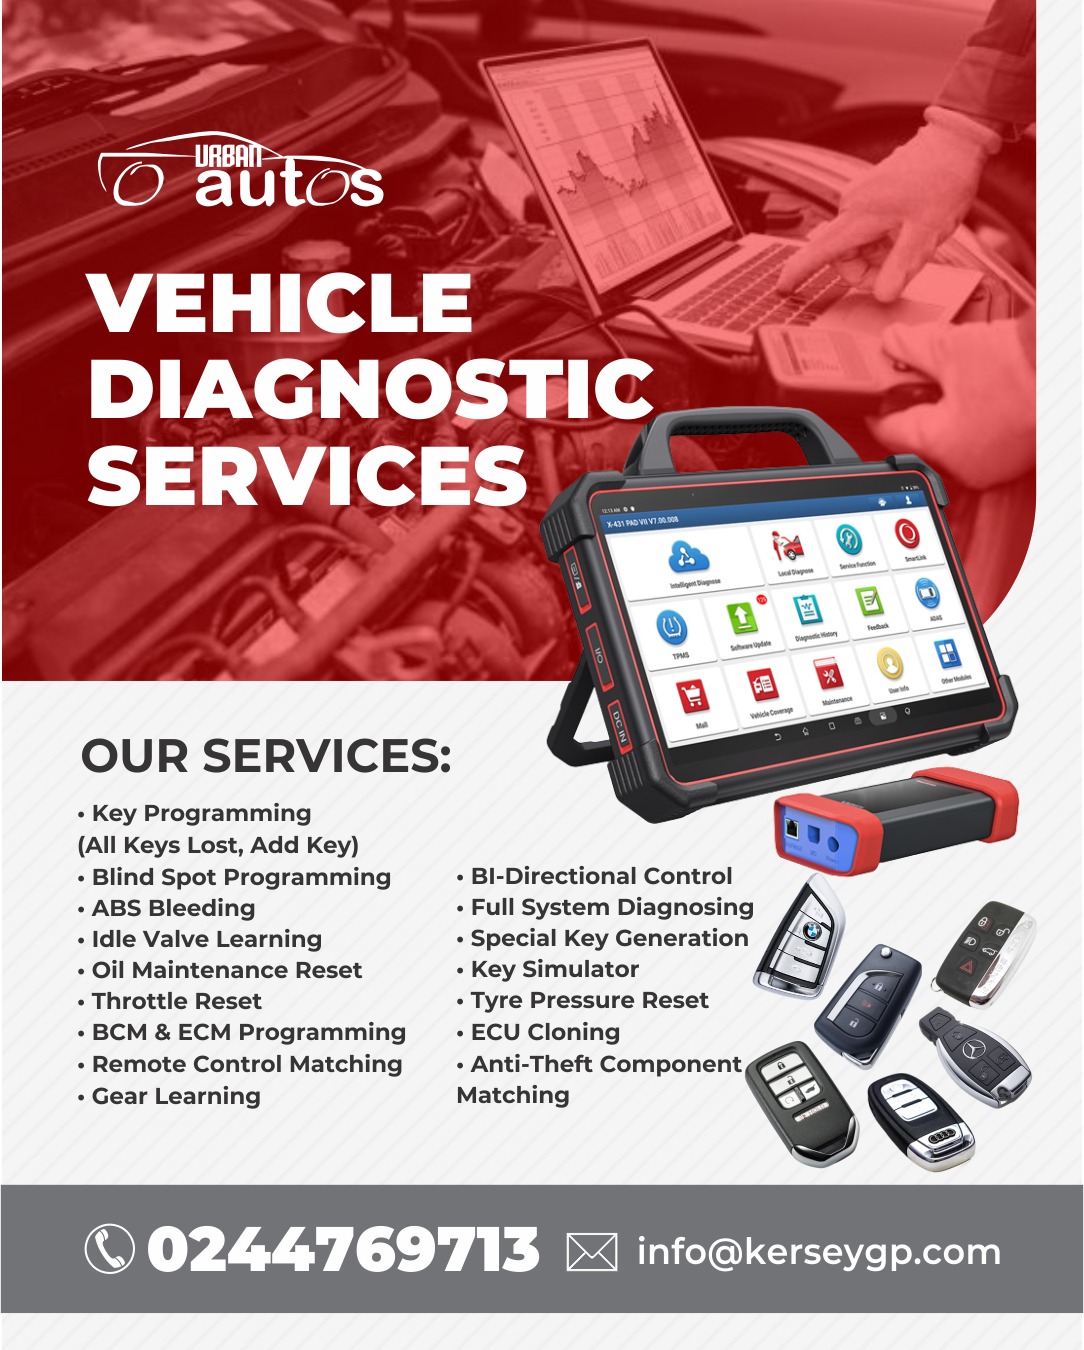 URBAN
autos
VEHICLE
DIAGNOSTIC
SERVICES
12:13 AM
X-431 PAD VII V7.00.008
Intelligent Diagnose
Local Diagnose
Service Function
SmartLink
TPMS
129
Software Update
Diagnostic History
Feedback
ADAS
Mall
Vehicle Coverage
Maintenance
User Info
Other Modules
I/O
DC IN
OUR SERVICES:
• Key Programming
(All Keys Lost, Add Key)
• Blind Spot Programming
• ABS Bleeding
• Idle Valve Learning
• Oil Maintenance Reset
• Throttle Reset
• BCM & ECM Programming
• Remote Control Matching
• Gear Learning
• BI-Directional Control
• Full System Diagnosing
• Special Key Generation
• Key Simulator
• Tyre Pressure Reset
• ECU Cloning
• Anti-Theft Component
Matching
0244769713
info@kerseygp.com